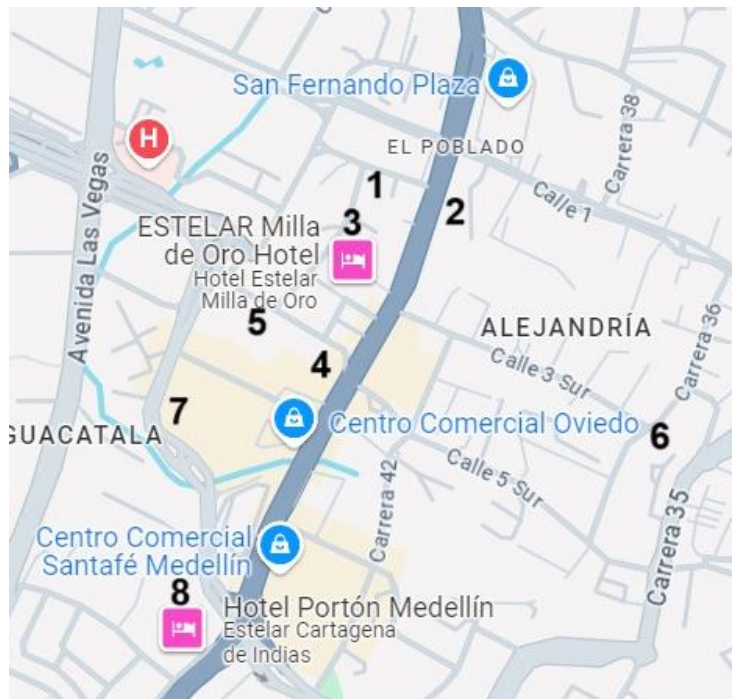 San Fernando Plaza
H
EL POBLADO
Carrera 38
Calle 1
1
2
Avenida Las Vegas
ESTELAR Milla
de Oro Hotel
Hotel Estelar
Milla de Oro
3
5
ALEJANDRÍA
Carrera 36
4
Calle 3 Sur
7
GUACATALA
Centro Comercial Oviedo
6
Calle 5 Sur
Carrera 42
Carrera 35
Centro Comercial
Santafé Medellín
8
Hotel Portón Medellín
Estelar Cartagena
de Indias